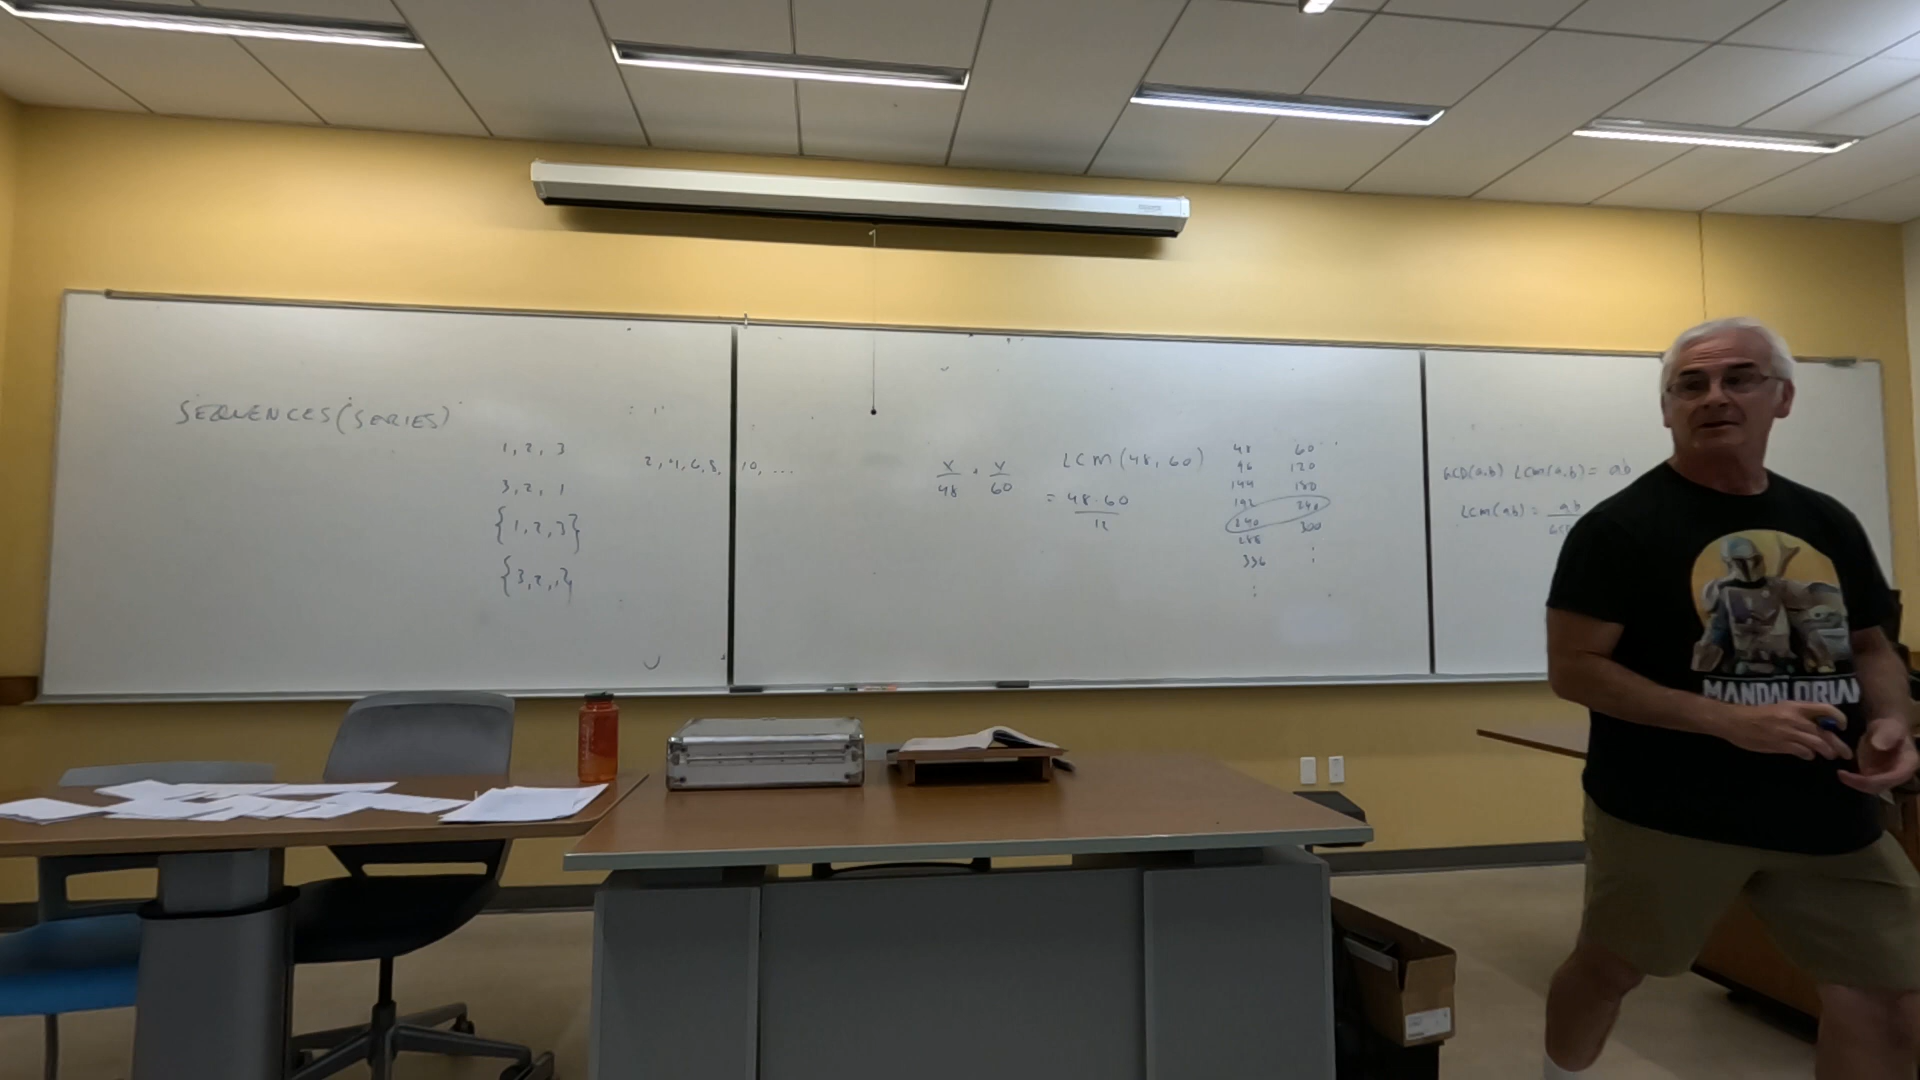 SEQUENCES (SERIES)
1, 2, 3
3, 2, 1
{1, 2, 3}
{3, 2, 1}
2, 4, 6, 8, 10, ...
x/48 + y/60
LCM(48, 60)
= 48·60/12
48 60
96 120
144 180
192 240
240 300
288 :
336
:
GCD(a,b) LCM(a,b) = ab
LCM(a,b) = ab/GCD
MANDALORIAN